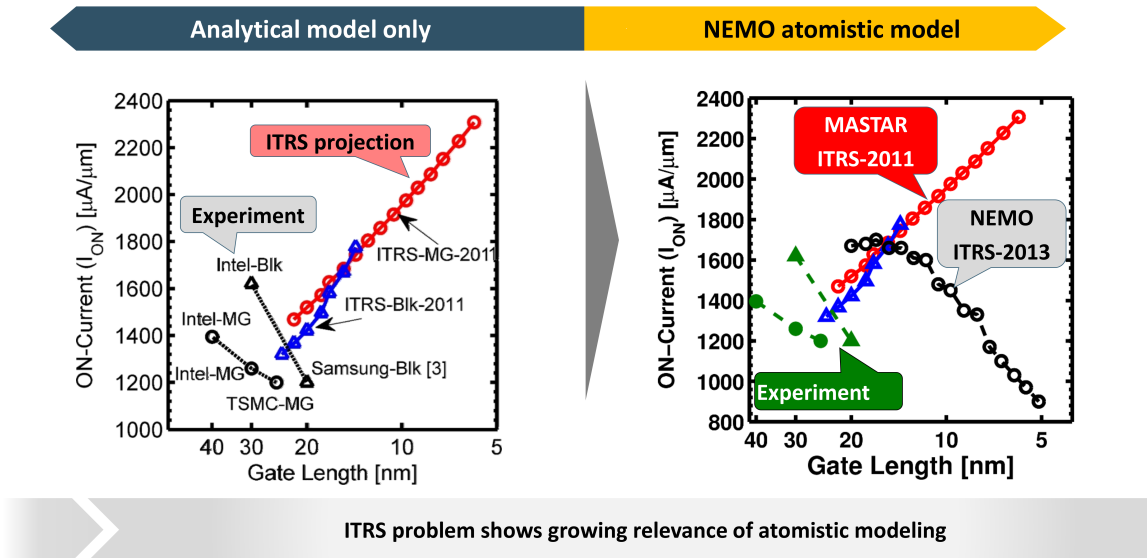 Analytical model only
NEMO atomistic model
2400
2200
2000
1800
1600
1400
1200
1000
ON-Current (I_ON) [µA/µm]
ITRS projection
Experiment
Intel-Blk
ITRS-MG-2011
ITRS-Blk-2011
Intel-MG
Intel-MG
Samsung-Blk [3]
TSMC-MG
40 30 20 10 5
Gate Length [nm]
2400
2200
2000
1800
1600
1400
1200
1000
800
ON-Current (I_ON) [µA/µm]
MASTAR
ITRS-2011
NEMO
ITRS-2013
Experiment
40 30 20 10 5
Gate Length [nm]
ITRS problem shows growing relevance of atomistic modeling